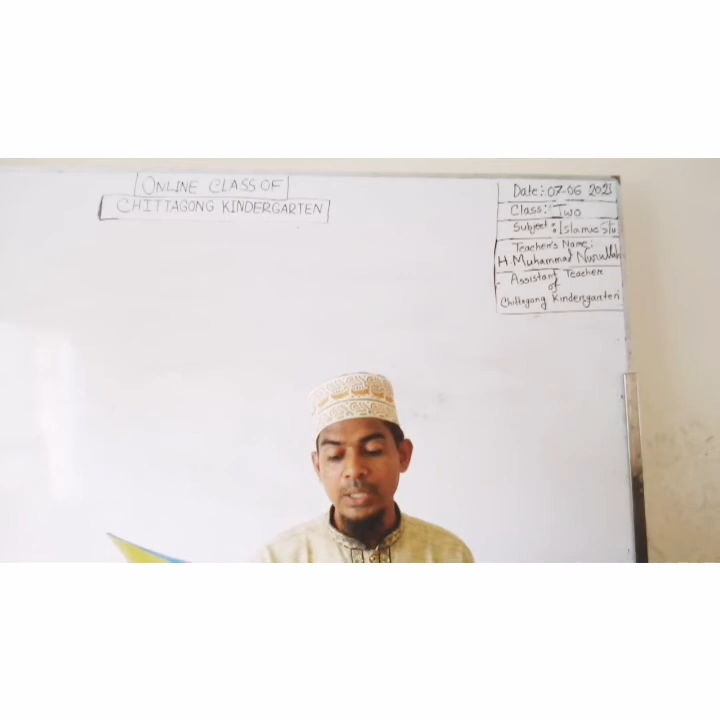 ONLINE CLASS OF
CHITTAGONG KINDERGARTEN
Date: 07-06 2021
Class: Two
Subject: Islamic Stu
Teacher's Name:
H. Muhammad Nurullah
Assistant Teacher
of
Chittagong Kindergarten